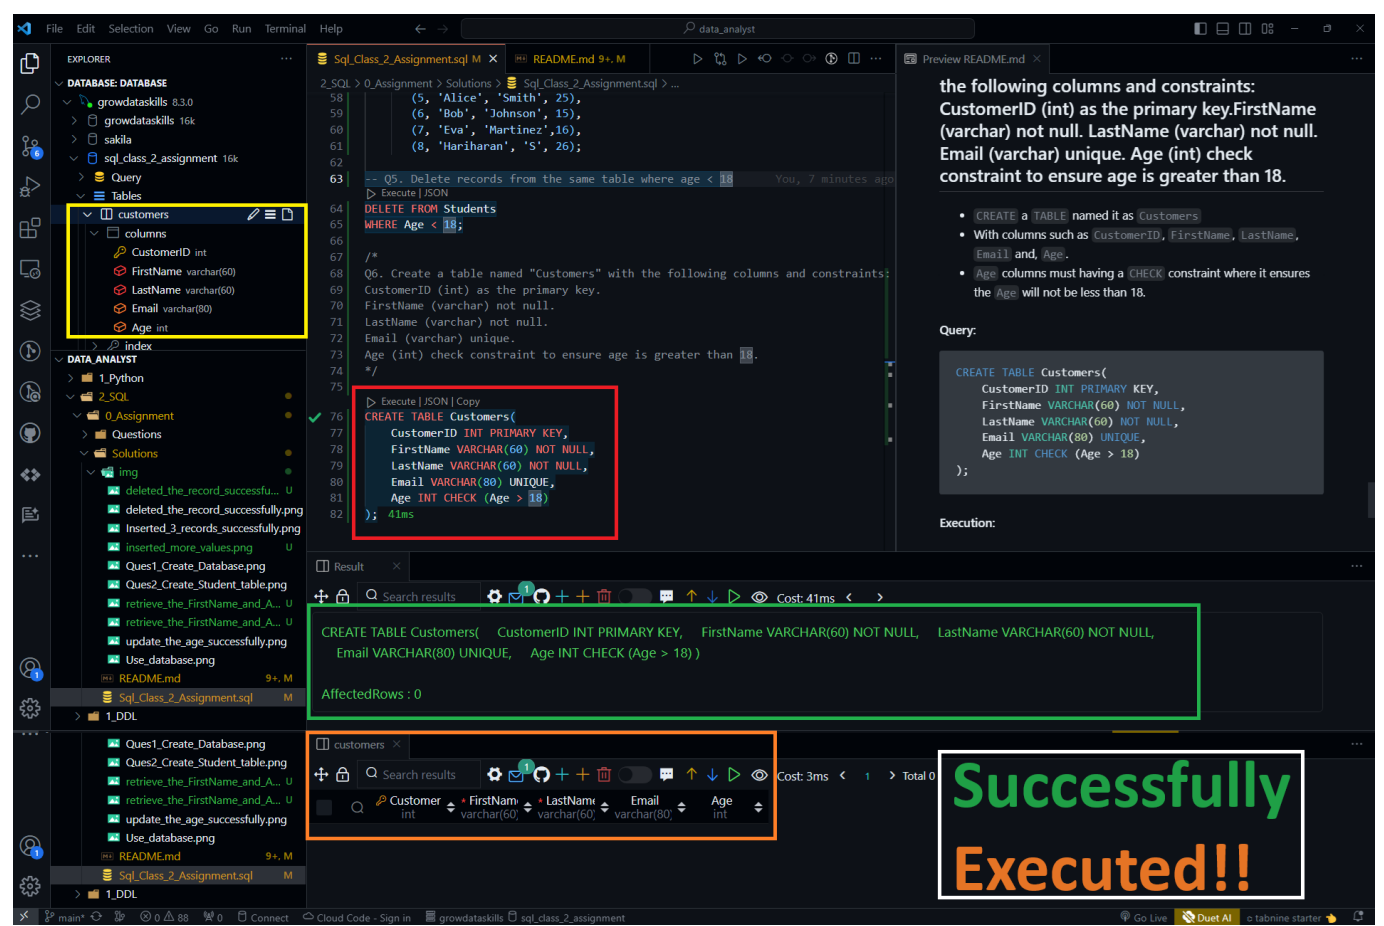 File Edit Selection View Go Run Terminal Help
data_analyst
EXPLORER
DATABASE: DATABASE
growdataskills 8.3.0
growdataskills 16k
sakila
sql_class_2_assignment 16k
Query
Tables
customers
columns
CustomerID int
FirstName varchar(60)
LastName varchar(60)
Email varchar(80)
Age int
index
DATA_ANALYST
1_Python
2_SQL
0_Assignment
Questions
Solutions
img
deleted_the_record_successfu... U
deleted_the_record_successfully.png
Inserted_3_records_successfully.png
inserted_more_values.png U
Ques1_Create_Database.png
Ques2_Create_Student_table.png
retrieve_the_FirstName_and_A... U
retrieve_the_FirstName_and_A... U
update_the_age_successfully.png
Use_database.png
README.md 9+, M
Sql_Class_2_Assignment.sql M
1_DDL
Sql_Class_2_Assignment.sql M
README.md 9+, M
2_SQL > 0_Assignment > Solutions > Sql_Class_2_Assignment.sql > ...
58 (5, 'Alice', 'Smith', 25),
59 (6, 'Bob', 'Johnson', 15),
60 (7, 'Eva', 'Martinez',16),
61 (8, 'Hariharan', 'S', 26);
62
63 -- Q5. Delete records from the same table where age < 18 You, 7 minutes ago
Execute | JSON
64 DELETE FROM Students
65 WHERE Age < 18;
66
67 /*
68 Q6. Create a table named "Customers" with the following columns and constraints:
69 CustomerID (int) as the primary key.
70 FirstName (varchar) not null.
71 LastName (varchar) not null.
72 Email (varchar) unique.
73 Age (int) check constraint to ensure age is greater than 18.
74 */
75
Execute | JSON | Copy
76 CREATE TABLE Customers(
77 CustomerID INT PRIMARY KEY,
78 FirstName VARCHAR(60) NOT NULL,
79 LastName VARCHAR(60) NOT NULL,
80 Email VARCHAR(80) UNIQUE,
81 Age INT CHECK (Age > 18)
82 ); 41ms
Preview README.md
the following columns and constraints:
CustomerID (int) as the primary key.FirstName
(varchar) not null. LastName (varchar) not null.
Email (varchar) unique. Age (int) check
constraint to ensure age is greater than 18.
• CREATE a TABLE named it as Customers
• With columns such as CustomerID, FirstName, LastName,
Email and, Age.
• Age columns must having a CHECK constraint where it ensures
the Age will not be less than 18.
Query:
CREATE TABLE Customers(
CustomerID INT PRIMARY KEY,
FirstName VARCHAR(60) NOT NULL,
LastName VARCHAR(60) NOT NULL,
Email VARCHAR(80) UNIQUE,
Age INT CHECK (Age > 18)
);
Execution:
Result
Search results
1
Cost: 41ms
CREATE TABLE Customers( CustomerID INT PRIMARY KEY, FirstName VARCHAR(60) NOT NULL, LastName VARCHAR(60) NOT NULL,
Email VARCHAR(80) UNIQUE, Age INT CHECK (Age > 18) )
AffectedRows : 0
Ques1_Create_Database.png
Ques2_Create_Student_table.png
retrieve_the_FirstName_and_A... U
retrieve_the_FirstName_and_A... U
update_the_age_successfully.png
Use_database.png
README.md 9+, M
Sql_Class_2_Assignment.sql M
1_DDL
customers
Search results
1
Cost: 3ms < 1 > Total 0
Customer * FirstNam * LastName Email Age
int varchar(60) varchar(60) varchar(80) int
Successfully
Executed!!
6
1
1
main* 0 88 0 Connect Cloud Code - Sign in growdataskills sql_class_2_assignment
Go Live Duet AI tabnine starter